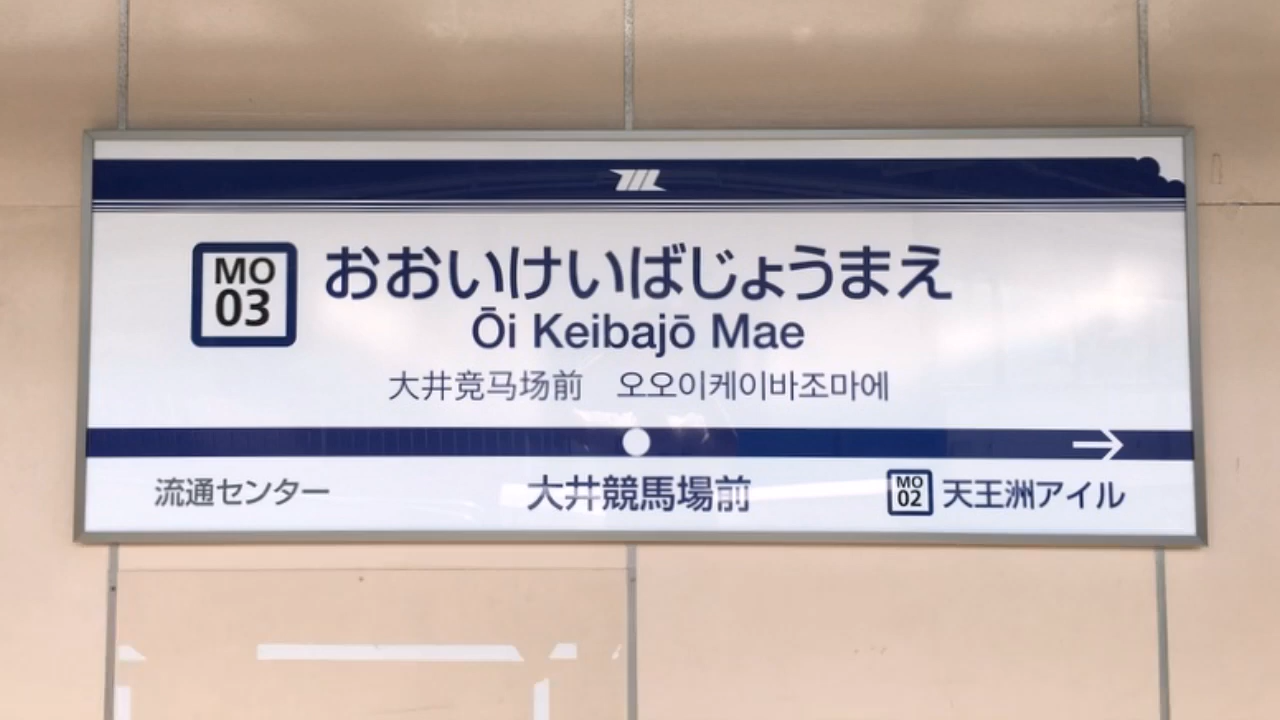 MO
03
おおいけいばじょうまえ
Ōi Keibajō Mae
大井竞马场前 오오이케이바조마에
流通センター 大井競馬場前 MO 02 天王洲アイル